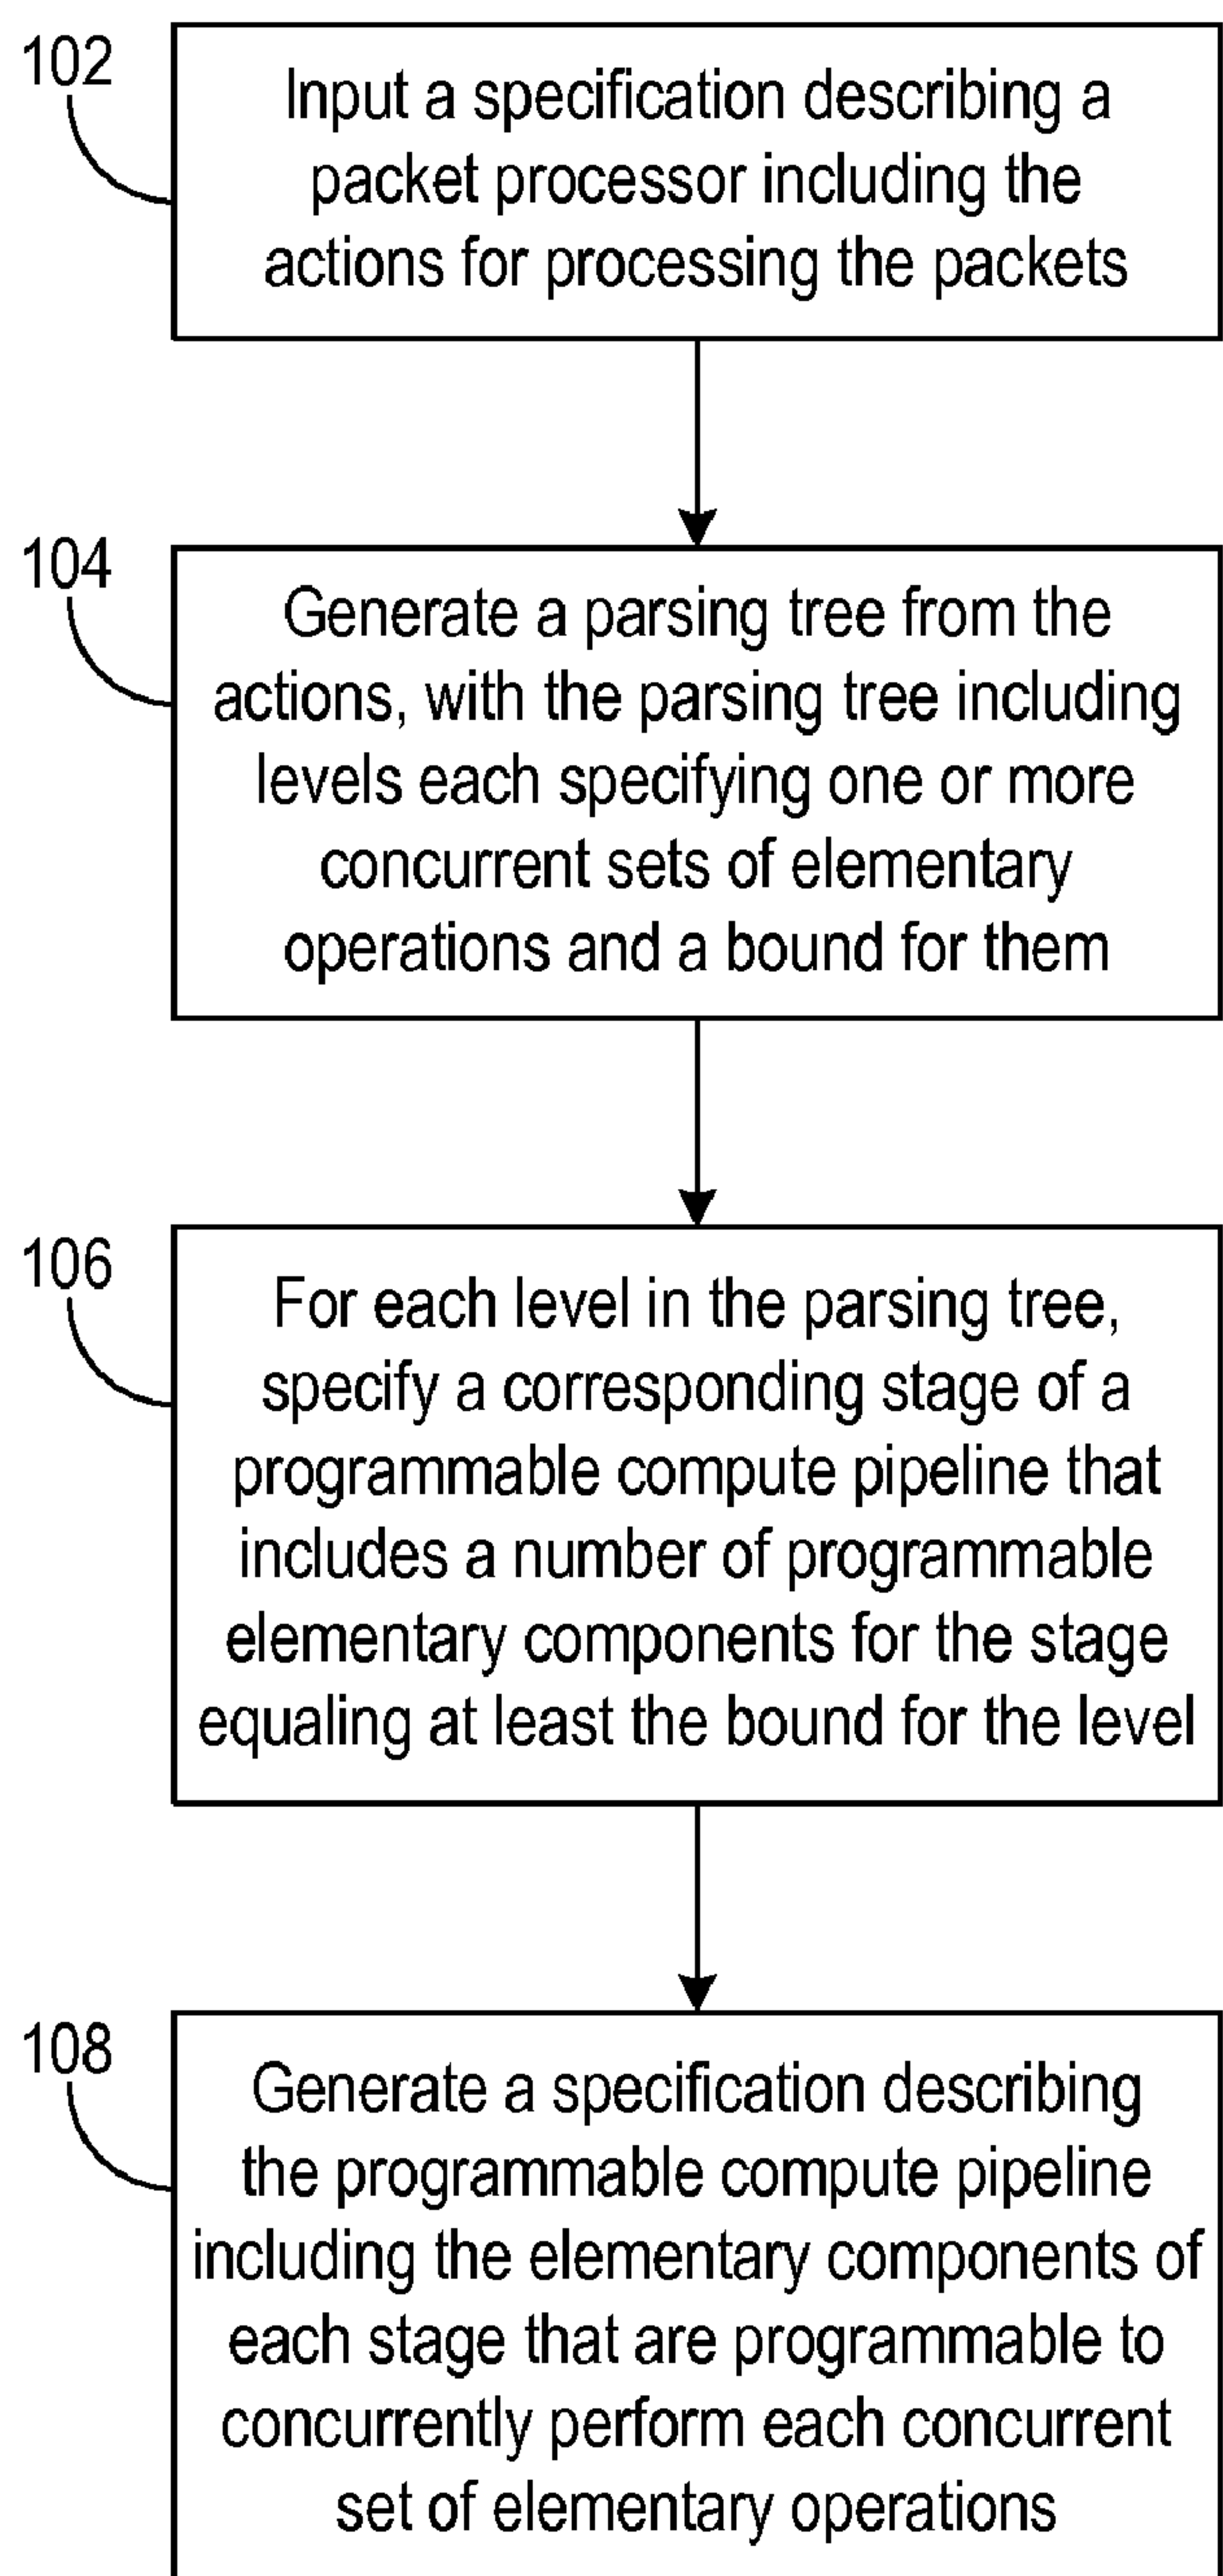 102
Input a specification describing a
packet processor including the
actions for processing the packets
104
Generate a parsing tree from the
actions, with the parsing tree including
levels each specifying one or more
concurrent sets of elementary
operations and a bound for them
106
For each level in the parsing tree,
specify a corresponding stage of a
programmable compute pipeline that
includes a number of programmable
elementary components for the stage
equaling at least the bound for the level
108
Generate a specification describing
the programmable compute pipeline
including the elementary components of
each stage that are programmable to
concurrently perform each concurrent
set of elementary operations